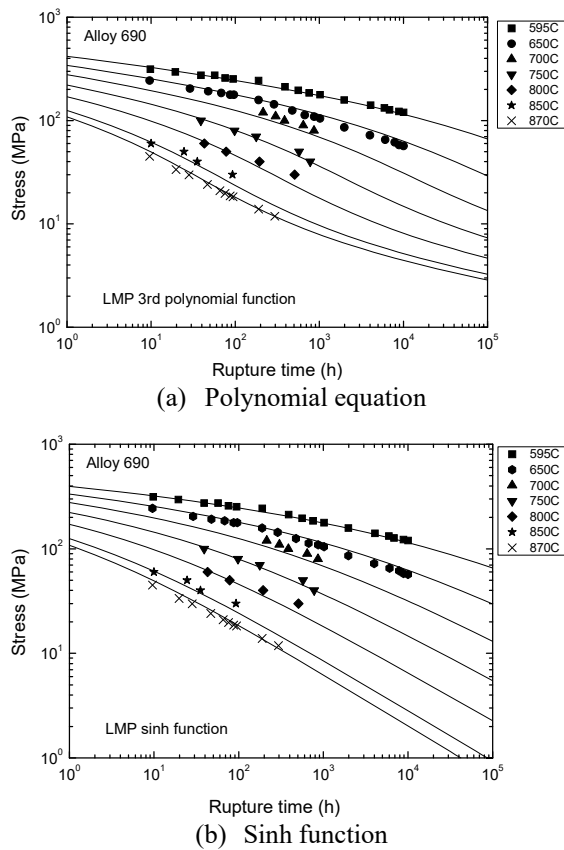 10³
Alloy 690
10²
10¹
10⁰
Stress (MPa)
LMP 3rd polynomial function
10⁰ 10¹ 10² 10³ 10⁴ 10⁵
Rupture time (h)
595C
650C
700C
750C
800C
850C
870C
(a) Polynomial equation
10³
Alloy 690
10²
10¹
10⁰
Stress (MPa)
LMP sinh function
10⁰ 10¹ 10² 10³ 10⁴ 10⁵
Rupture time (h)
595C
650C
700C
750C
800C
850C
870C
(b) Sinh function